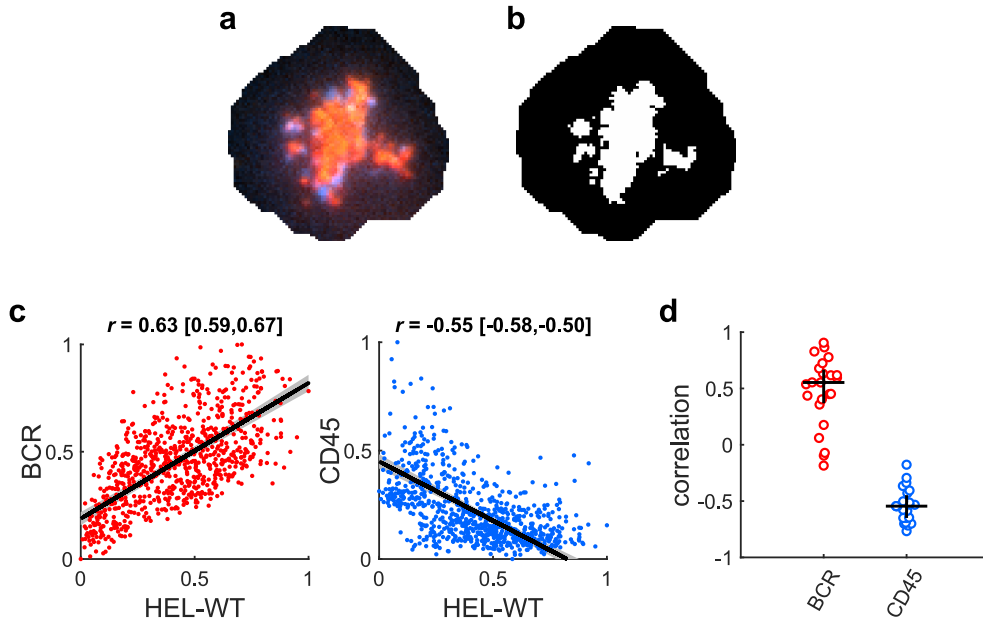 a
b
c
r = 0.63 [0.59,0.67]
1
0.5
0
BCR
0
0.5
1
HEL-WT
r = -0.55 [-0.58,-0.50]
1
0.5
0
CD45
0
0.5
1
HEL-WT
d
1
0.5
0
-0.5
-1
correlation
BCR
CD45